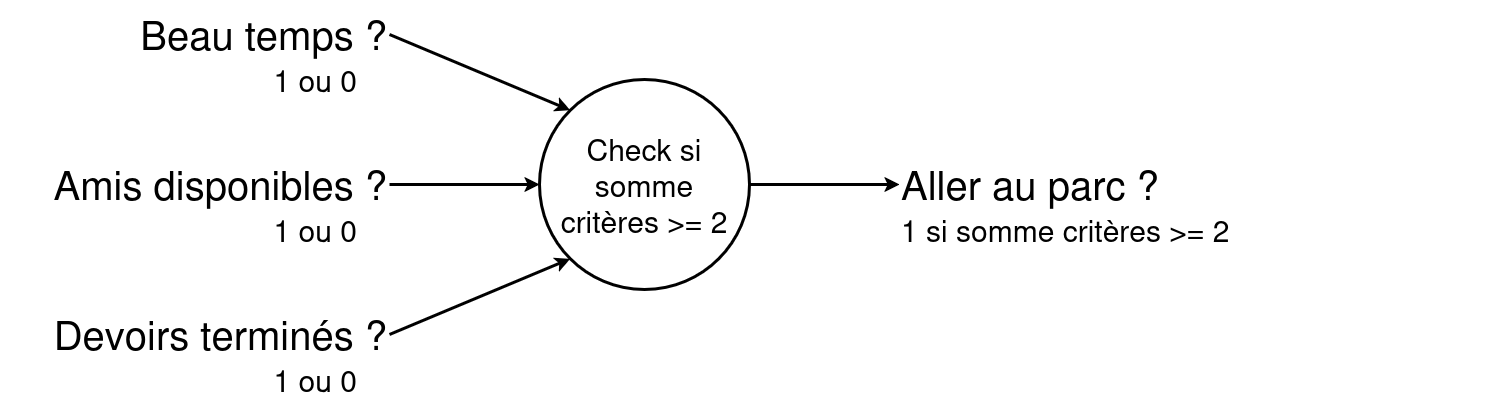 Beau temps ?
1 ou 0
Amis disponibles ?
1 ou 0
Devoirs terminés ?
1 ou 0
Check si
somme
critères >= 2
Aller au parc ?
1 si somme critères >= 2